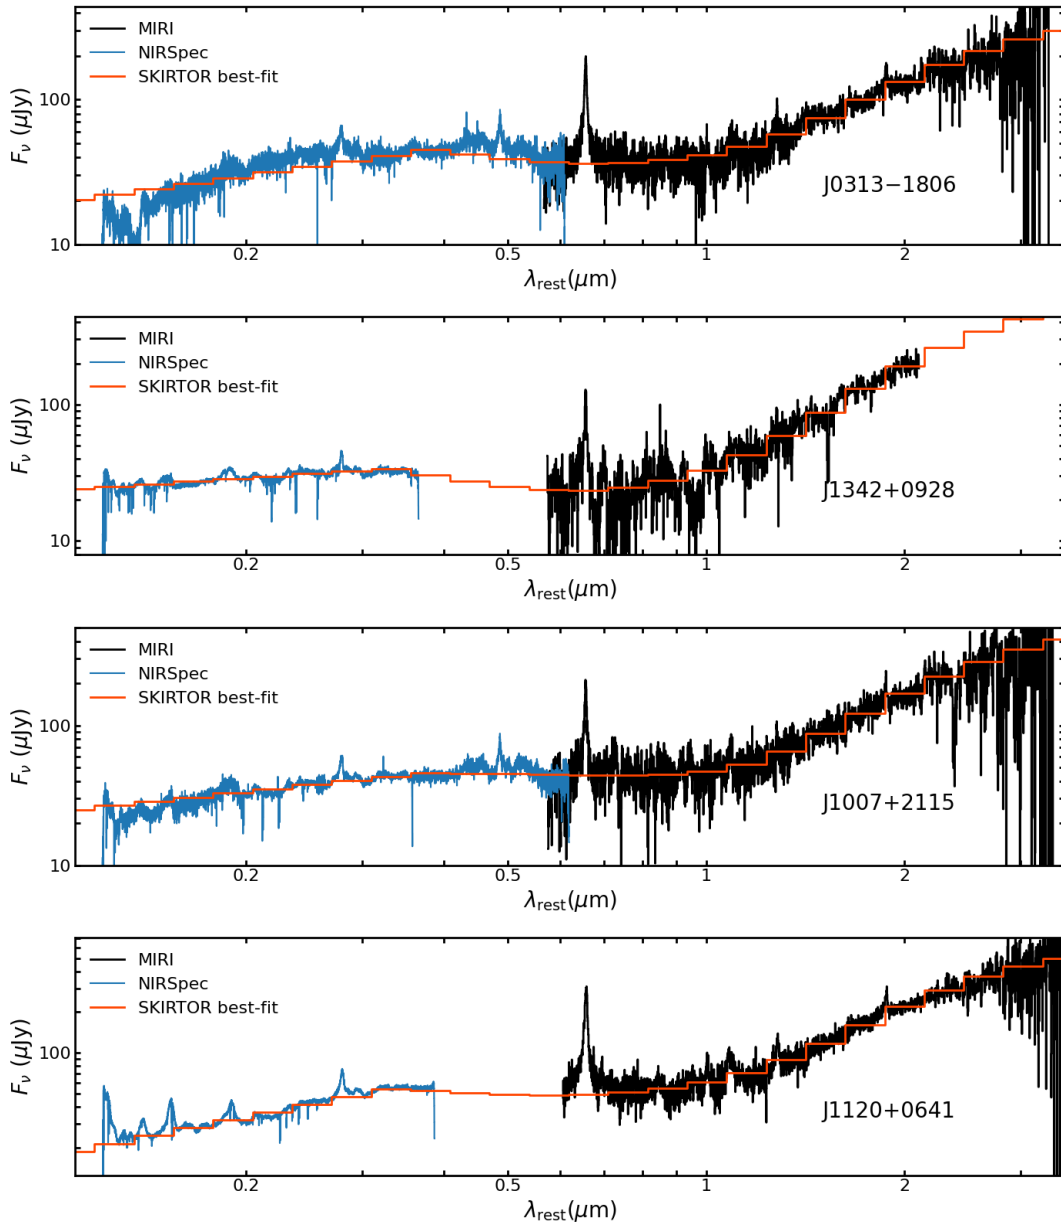 MIRI
NIRSpec
SKIRTOR best-fit
100
10
Fν (μJy)
J0313−1806
0.2 0.5 1 2
λrest(μm)
MIRI
NIRSpec
SKIRTOR best-fit
100
10
Fν (μJy)
J1342+0928
0.2 0.5 1 2
λrest(μm)
MIRI
NIRSpec
SKIRTOR best-fit
100
10
Fν (μJy)
J1007+2115
0.2 0.5 1 2
λrest(μm)
MIRI
NIRSpec
SKIRTOR best-fit
100
Fν (μJy)
J1120+0641
0.2 0.5 1 2
λrest(μm)